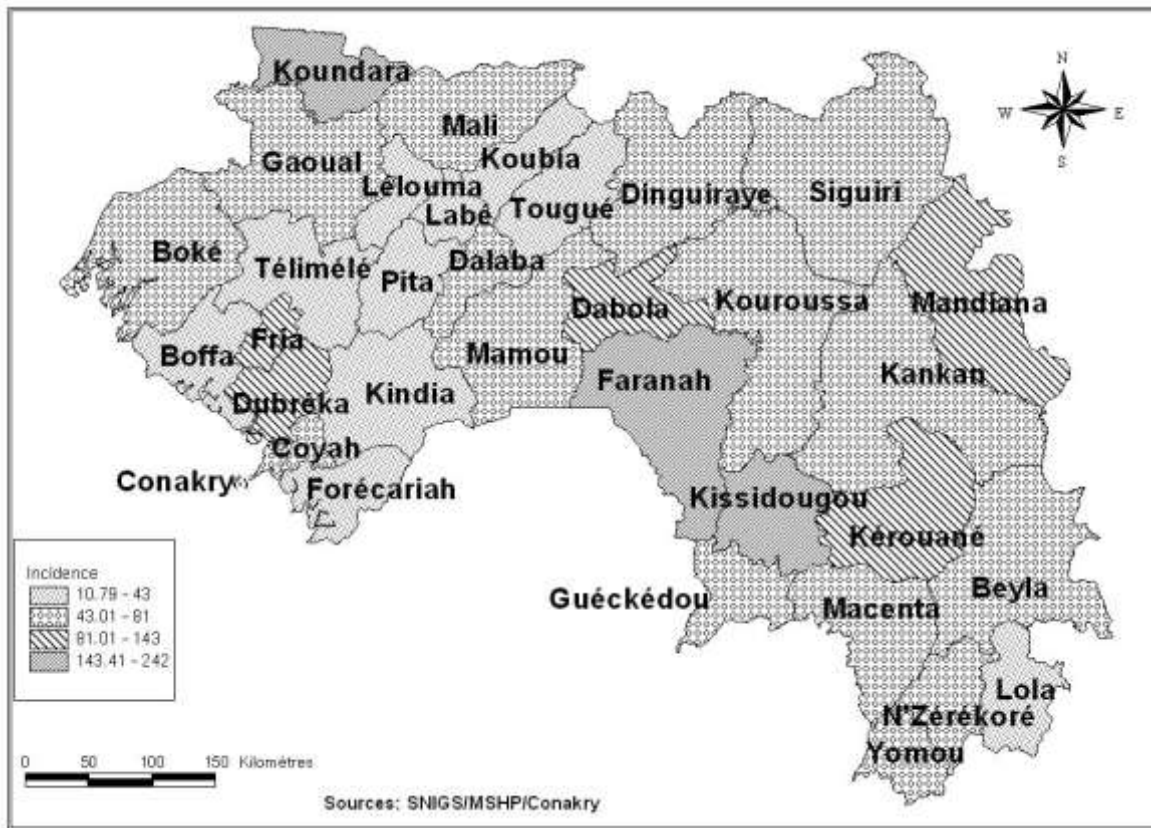 Koundara
N
W E
S
Mali
Gaoual
Koubia
Lélouma
Labé
Tougué
Dinguiraye
Siguiri
Boké
Télimélé
Pita
Dalaba
Dabola
Kouroussa
Mandiana
Fria
Boffa
Mamou
Faranah
Kankan
Kindia
Dubréka
Coyah
Conakry
Forécariah
Kissidougou
Kérouané
Guéckédou
Macenta
Beyla
Lola
N'Zérékoré
Yomou
Incidence
10.79 - 43
43.01 - 81
81.01 - 143
143.41 - 242
0 50 100 150 Kilométres
Sources: SNIGS/MSHP/Conakry